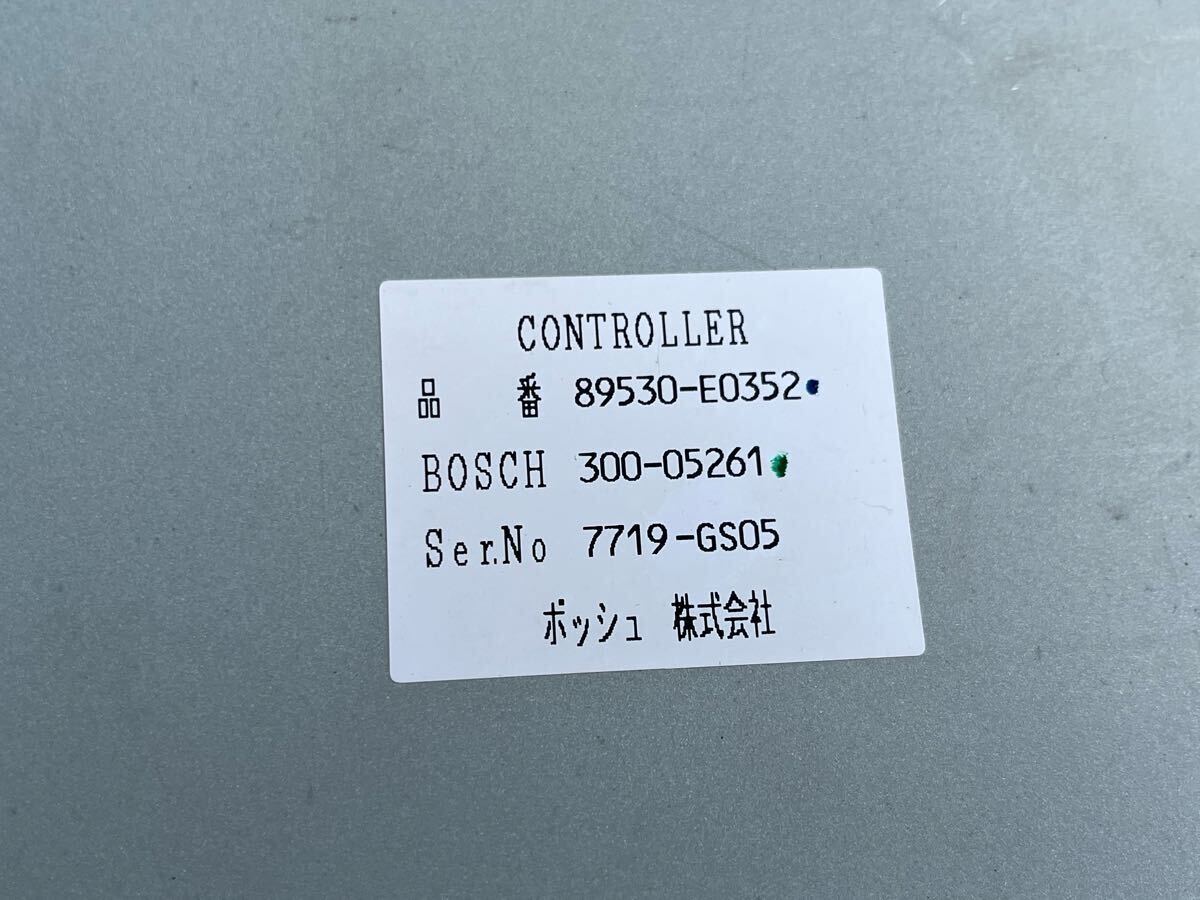 CONTROLLER
品 番 89530-E0352
BOSCH 300-05261
Ser.No 7719-GS05
ボッシュ 株式会社